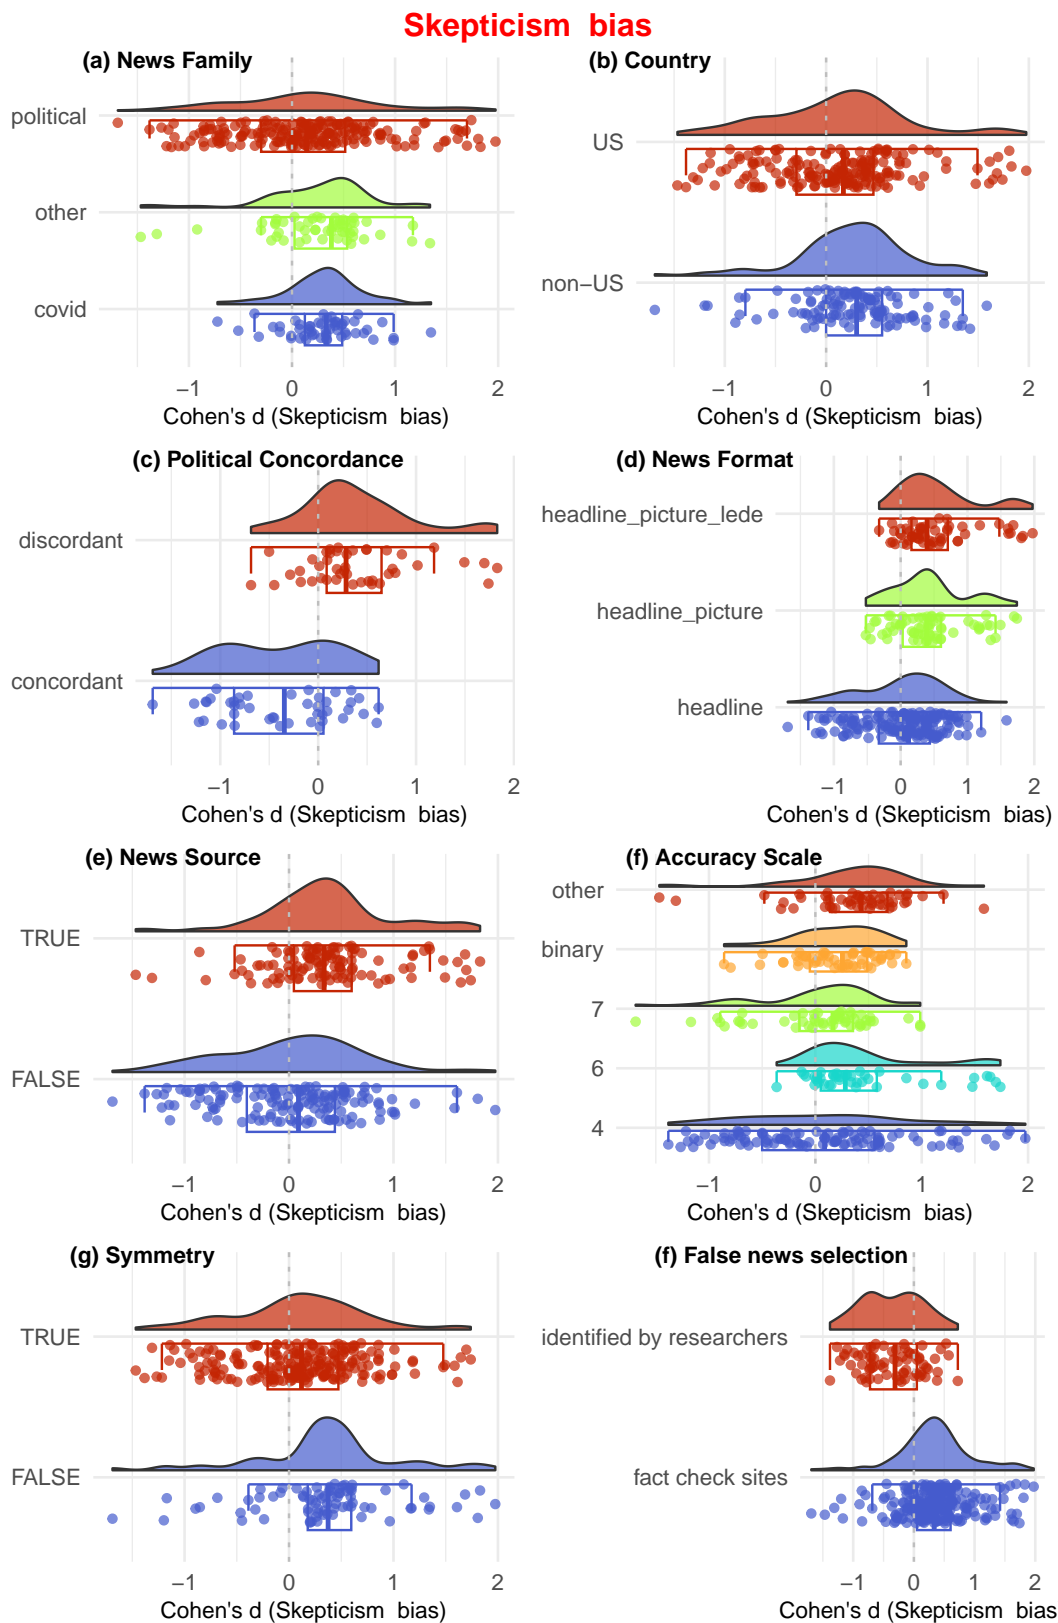 Skepticism bias
(a) News Family
political
other
covid
−1 0 1 2
Cohen's d (Skepticism bias)
(b) Country
US
non−US
−1 0 1 2
Cohen's d (Skepticism bias)
(c) Political Concordance
discordant
concordant
−1 0 1 2
Cohen's d (Skepticism bias)
(d) News Format
headline_picture_lede
headline_picture
headline
−1 0 1 2
Cohen's d (Skepticism bias)
(e) News Source
TRUE
FALSE
−1 0 1 2
Cohen's d (Skepticism bias)
(f) Accuracy Scale
other
binary
7
6
4
−1 0 1 2
Cohen's d (Skepticism bias)
(g) Symmetry
TRUE
FALSE
−1 0 1 2
Cohen's d (Skepticism bias)
(f) False news selection
identified by researchers
fact check sites
−1 0 1 2
Cohen's d (Skepticism bias)